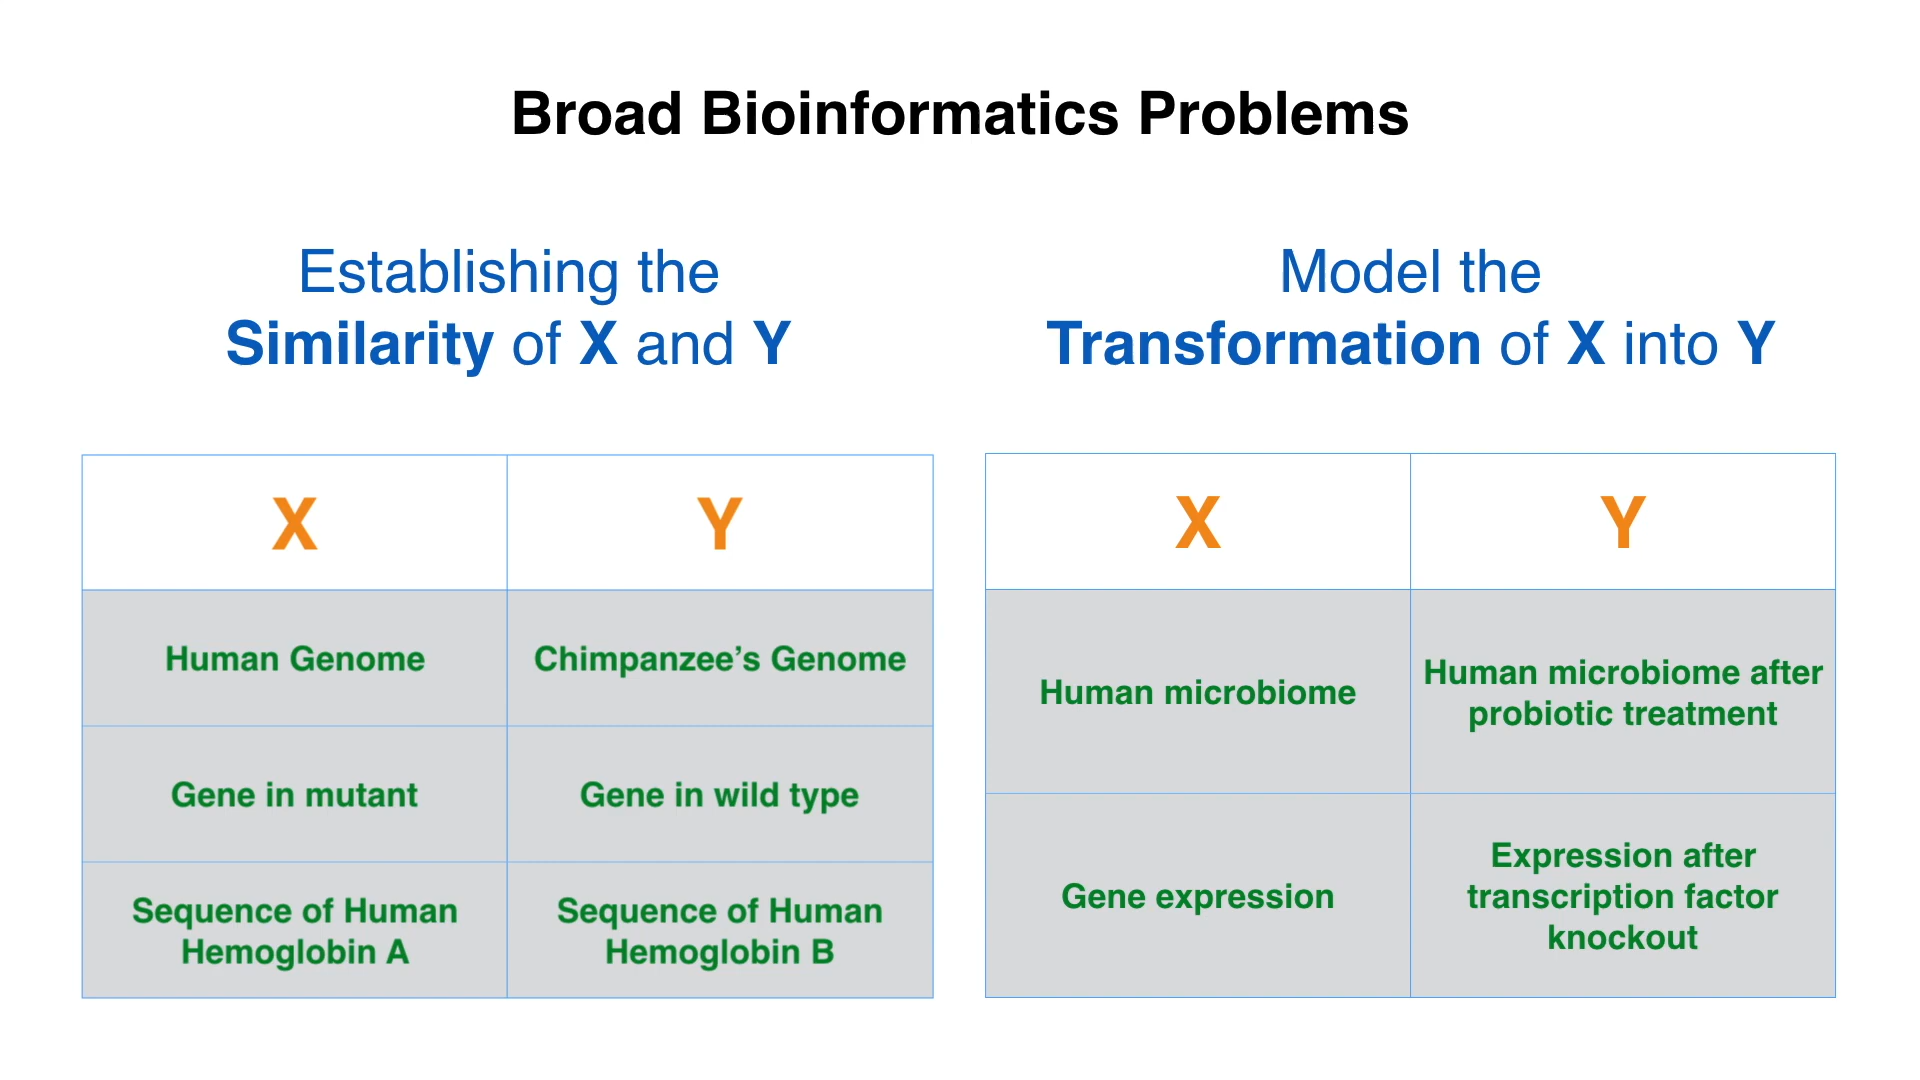 Broad Bioinformatics Problems
Establishing the
Similarity of X and Y
X
Y
Human Genome
Chimpanzee’s Genome
Gene in mutant
Gene in wild type
Sequence of Human
Hemoglobin A
Sequence of Human
Hemoglobin B
Model the
Transformation of X into Y
X
Y
Human microbiome
Human microbiome after
probiotic treatment
Gene expression
Expression after
transcription factor
knockout